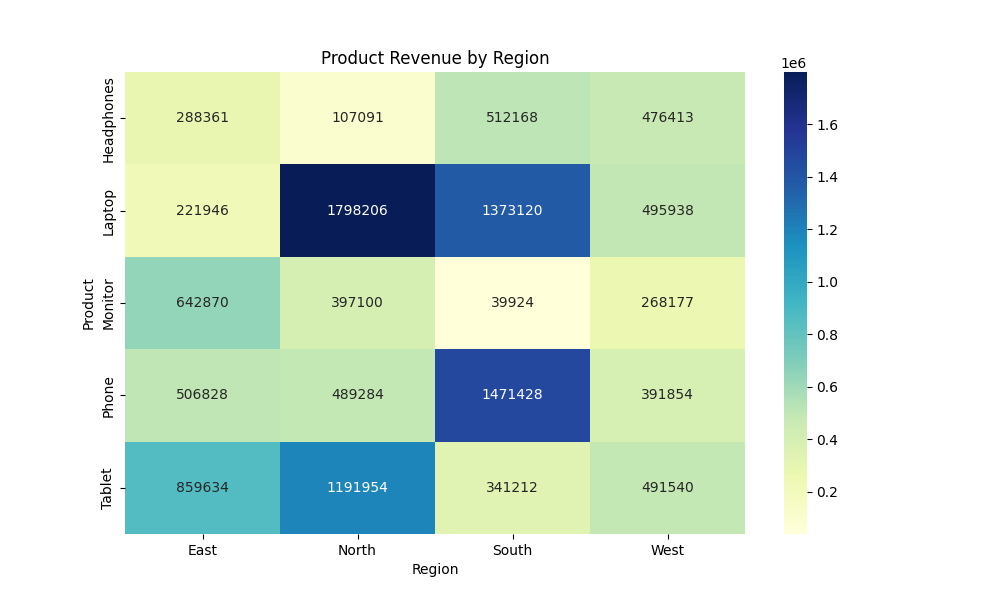 Product Revenue by Region
1e6
Headphones 288361 107091 512168 476413
Laptop 221946 1798206 1373120 495938
Monitor 642870 397100 39924 268177
Phone 506828 489284 1471428 391854
Tablet 859634 1191954 341212 491540
Product
East North South West
Region
1.6
1.4
1.2
1.0
0.8
0.6
0.4
0.2